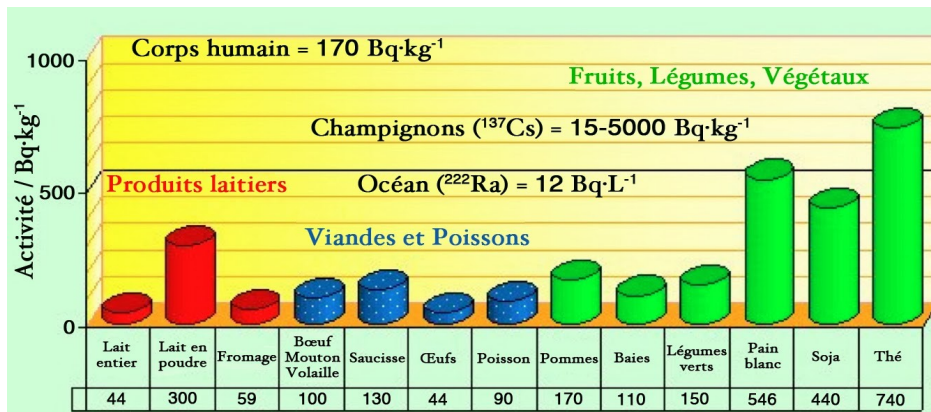 Corps humain = 170 Bq·kg⁻¹
Fruits, Légumes, Végétaux
Champignons (¹³⁷Cs) = 15-5000 Bq·kg⁻¹
Produits laitiers
Océan (²²²Ra) = 12 Bq·L⁻¹
Viandes et Poissons
Activité / Bq·kg⁻¹
1000
500
0
Lait entier
Lait en poudre
Fromage
Bœuf Mouton Volaille
Saucisse
Œufs
Poisson
Pommes
Baies
Légumes verts
Pain blanc
Soja
Thé
44 300 59 100 130 44 90 170 110 150 546 440 740